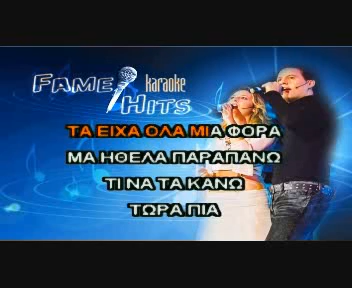 FAME karaoke
HITS
ΤΑ ΕΙΧΑ ΟΛΑ ΜΙΑ ΦΟΡΑ
ΜΑ ΗΘΕΛΑ ΠΑΡΑΠΑΝΩ
ΤΙ ΝΑ ΤΑ ΚΑΝΩ
ΤΩΡΑ ΠΙΑ